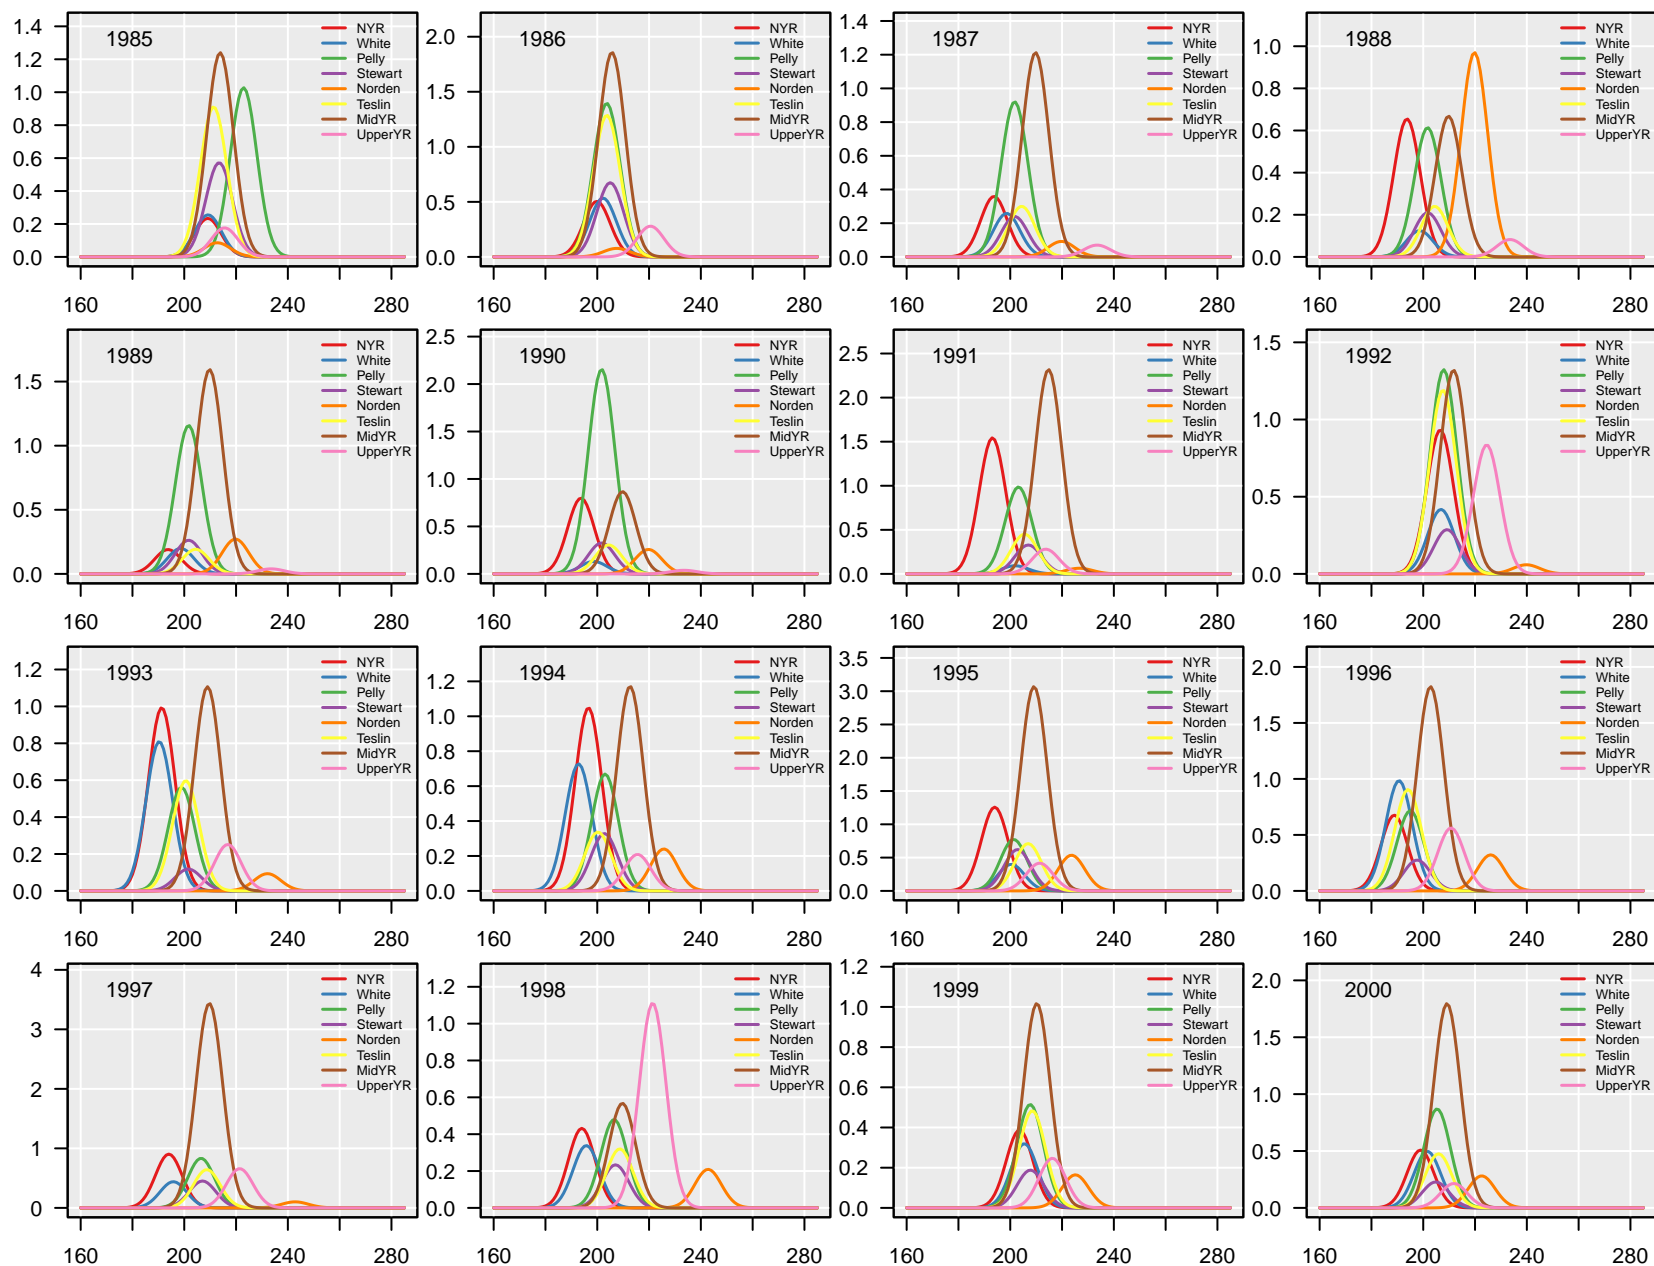 1985
1.4
1.2
1.0
0.8
0.6
0.4
0.2
0.0
NYR
White
Pelly
Stewart
Norden
Teslin
MidYR
UpperYR
160 200 240 280
1986
2.0
1.5
1.0
0.5
0.0
NYR
White
Pelly
Stewart
Norden
Teslin
MidYR
UpperYR
160 200 240 280
1987
1.4
1.2
1.0
0.8
0.6
0.4
0.2
0.0
NYR
White
Pelly
Stewart
Norden
Teslin
MidYR
UpperYR
160 200 240 280
1988
1.0
0.8
0.6
0.4
0.2
0.0
NYR
White
Pelly
Stewart
Norden
Teslin
MidYR
UpperYR
160 200 240 280
1989
1.5
1.0
0.5
0.0
NYR
White
Pelly
Stewart
Norden
Teslin
MidYR
UpperYR
160 200 240 280
1990
2.5
2.0
1.5
1.0
0.5
0.0
NYR
White
Pelly
Stewart
Norden
Teslin
MidYR
UpperYR
160 200 240 280
1991
2.5
2.0
1.5
1.0
0.5
0.0
NYR
White
Pelly
Stewart
Norden
Teslin
MidYR
UpperYR
160 200 240 280
1992
1.5
1.0
0.5
0.0
NYR
White
Pelly
Stewart
Norden
Teslin
MidYR
UpperYR
160 200 240 280
1993
1.2
1.0
0.8
0.6
0.4
0.2
0.0
NYR
White
Pelly
Stewart
Norden
Teslin
MidYR
UpperYR
160 200 240 280
1994
1.2
1.0
0.8
0.6
0.4
0.2
0.0
NYR
White
Pelly
Stewart
Norden
Teslin
MidYR
UpperYR
160 200 240 280
1995
3.5
3.0
2.5
2.0
1.5
1.0
0.5
0.0
NYR
White
Pelly
Stewart
Norden
Teslin
MidYR
UpperYR
160 200 240 280
1996
2.0
1.5
1.0
0.5
0.0
NYR
White
Pelly
Stewart
Norden
Teslin
MidYR
UpperYR
160 200 240 280
1997
4
3
2
1
0
NYR
White
Pelly
Stewart
Norden
Teslin
MidYR
UpperYR
160 200 240 280
1998
1.2
1.0
0.8
0.6
0.4
0.2
0.0
NYR
White
Pelly
Stewart
Norden
Teslin
MidYR
UpperYR
160 200 240 280
1999
1.2
1.0
0.8
0.6
0.4
0.2
0.0
NYR
White
Pelly
Stewart
Norden
Teslin
MidYR
UpperYR
160 200 240 280
2000
2.0
1.5
1.0
0.5
0.0
NYR
White
Pelly
Stewart
Norden
Teslin
MidYR
UpperYR
160 200 240 280